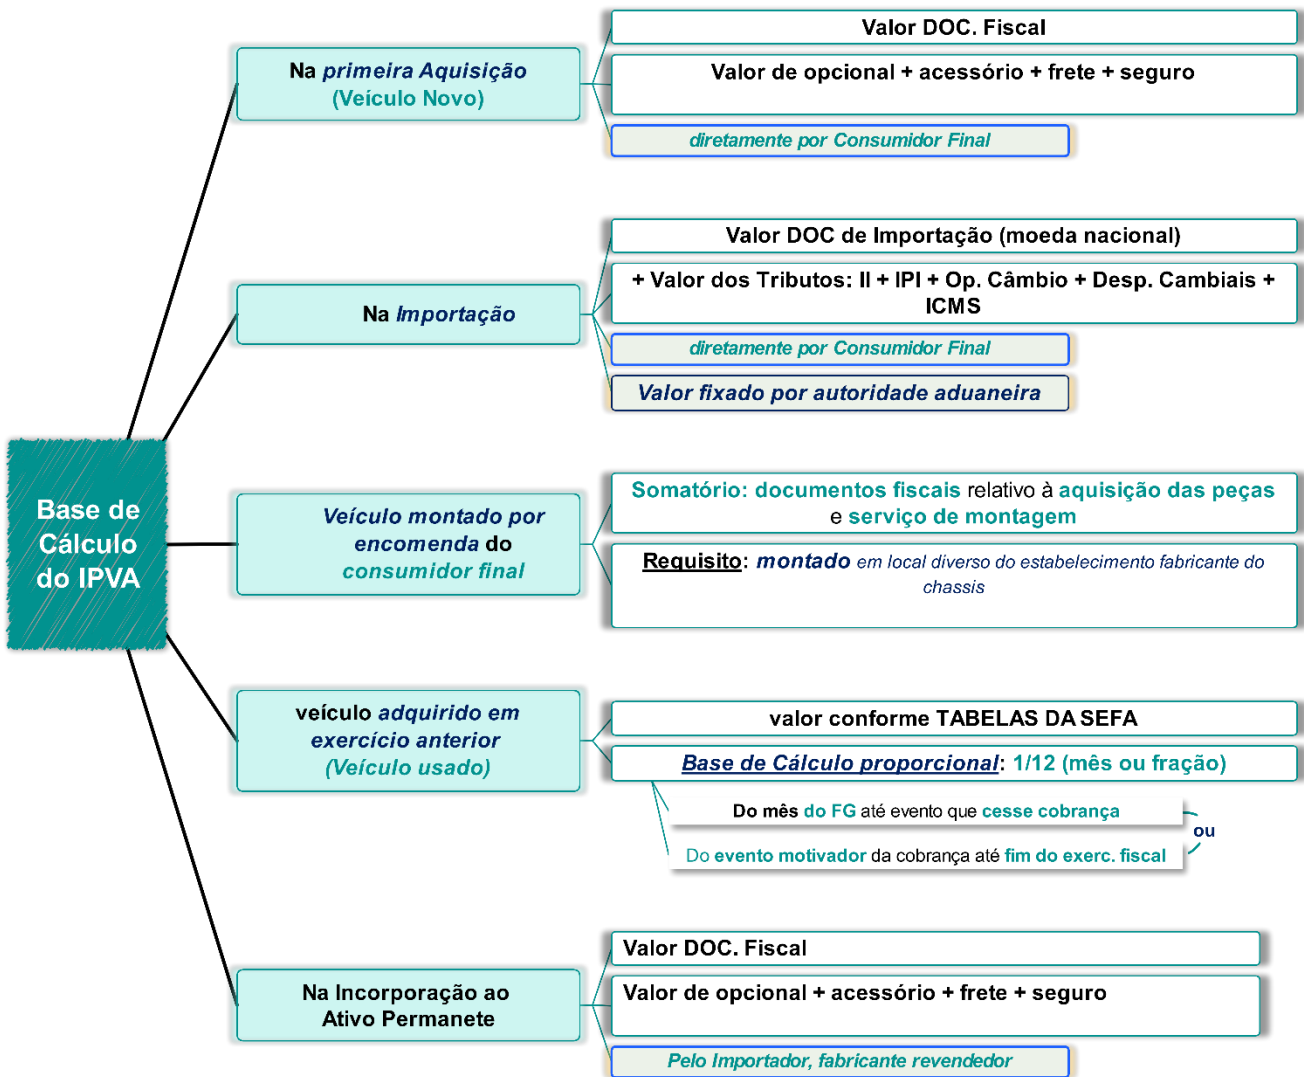 Base de
Cálculo
do IPVA
Na primeira Aquisição
(Veículo Novo)
Valor DOC. Fiscal
Valor de opcional + acessório + frete + seguro
diretamente por Consumidor Final
Na Importação
Valor DOC de Importação (moeda nacional)
+ Valor dos Tributos: II + IPI + Op. Câmbio + Desp. Cambiais +
ICMS
diretamente por Consumidor Final
Valor fixado por autoridade aduaneira
Veículo montado por
encomenda do
consumidor final
Somatório: documentos fiscais relativo à aquisição das peças
e serviço de montagem
Requisito: montado em local diverso do estabelecimento fabricante do
chassis
veículo adquirido em
exercício anterior
(Veículo usado)
valor conforme TABELAS DA SEFA
Base de Cálculo proporcional: 1/12 (mês ou fração)
Do mês do FG até evento que cesse cobrança
ou
Do evento motivador da cobrança até fim do exerc. fiscal
Na Incorporação ao
Ativo Permanete
Valor DOC. Fiscal
Valor de opcional + acessório + frete + seguro
Pelo Importador, fabricante revendedor